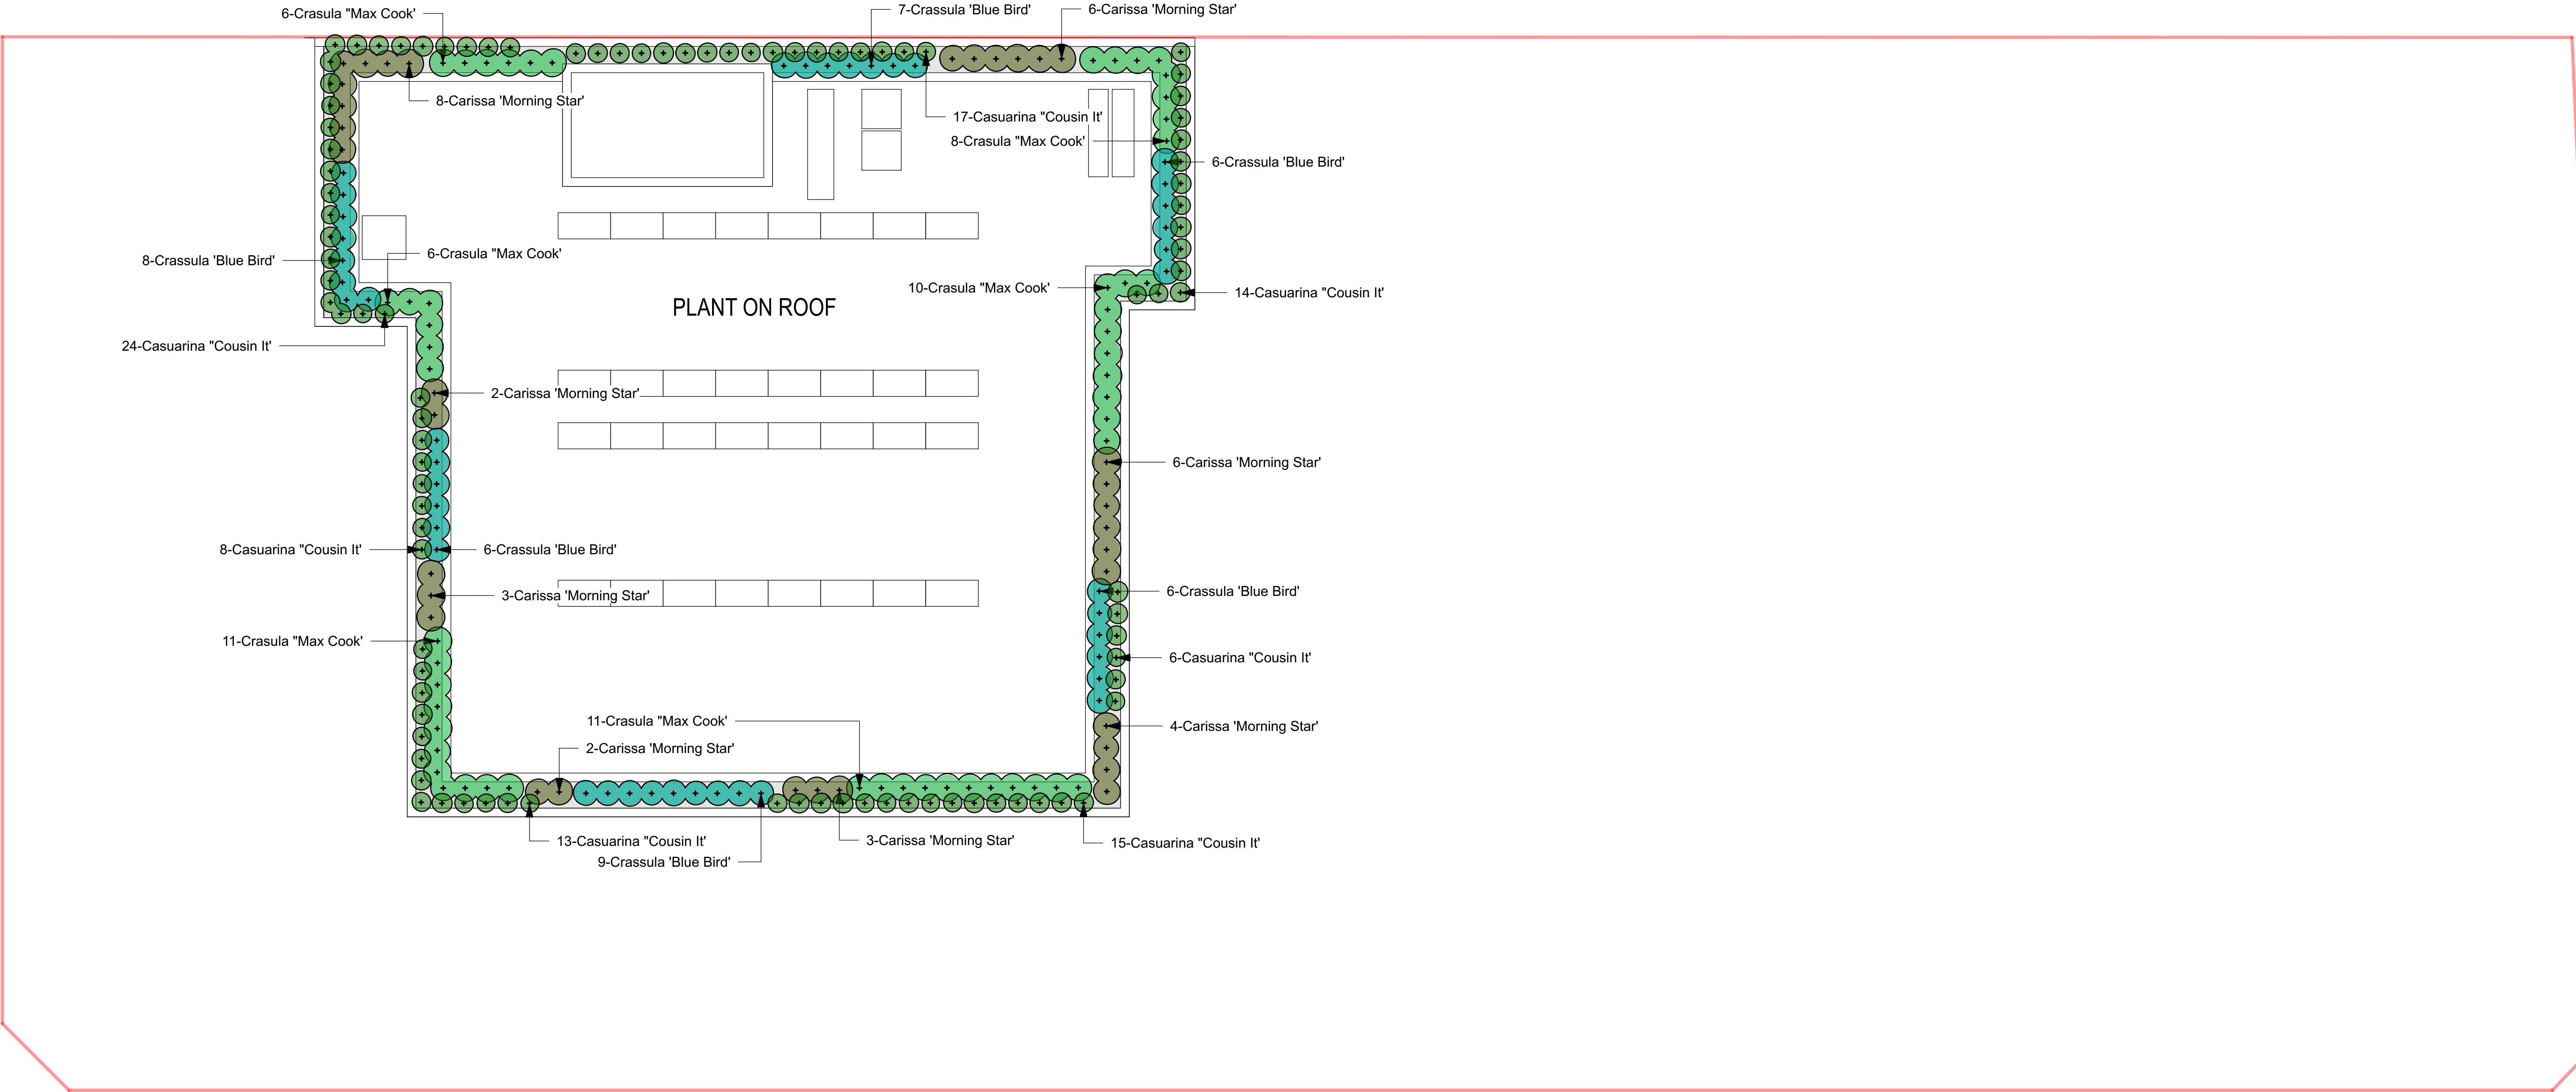 7-Crassula 'Blue Bird'
6-Carissa 'Morning Star'
6-Crasula "Max Cook'
8-Carissa 'Morning Star'
17-Casuarina "Cousin It'
8-Crasula "Max Cook'
6-Crassula 'Blue Bird'
6-Crasula "Max Cook'
8-Crassula 'Blue Bird'
10-Crasula "Max Cook'
14-Casuarina "Cousin It'
PLANT ON ROOF
24-Casuarina "Cousin It'
2-Carissa 'Morning Star'
6-Carissa 'Morning Star'
8-Casuarina "Cousin It'
6-Crassula 'Blue Bird'
6-Crassula 'Blue Bird'
3-Carissa 'Morning Star'
11-Crasula "Max Cook'
6-Casuarina "Cousin It'
11-Crasula "Max Cook'
4-Carissa 'Morning Star'
2-Carissa 'Morning Star'
13-Casuarina "Cousin It'
3-Carissa 'Morning Star'
15-Casuarina "Cousin It'
9-Crassula 'Blue Bird'